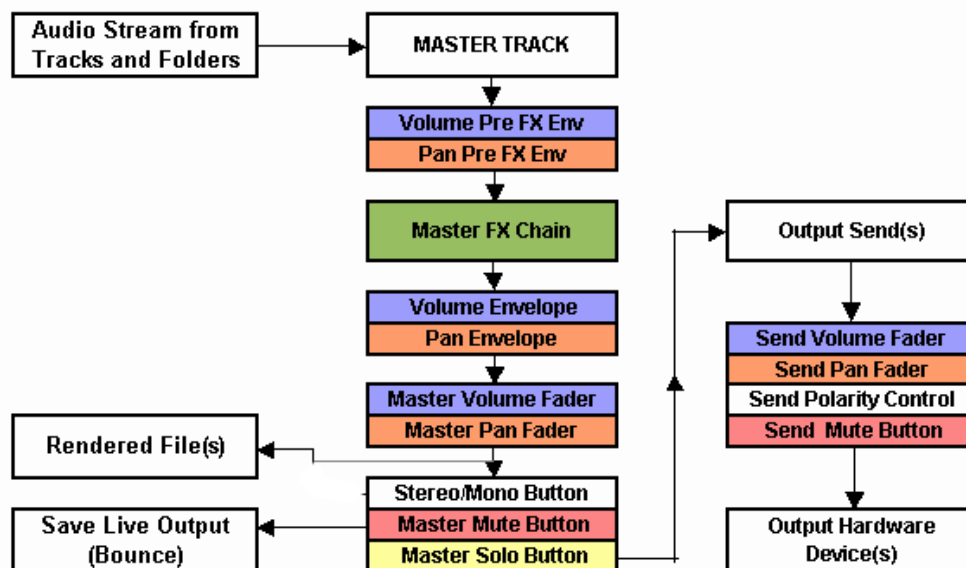 Audio Stream from
Tracks and Folders
MASTER TRACK
Volume Pre FX Env
Pan Pre FX Env
Master FX Chain
Volume Envelope
Pan Envelope
Master Volume Fader
Master Pan Fader
Rendered File(s)
Stereo/Mono Button
Master Mute Button
Master Solo Button
Save Live Output
(Bounce)
Output Send(s)
Send Volume Fader
Send Pan Fader
Send Polarity Control
Send Mute Button
Output Hardware
Device(s)